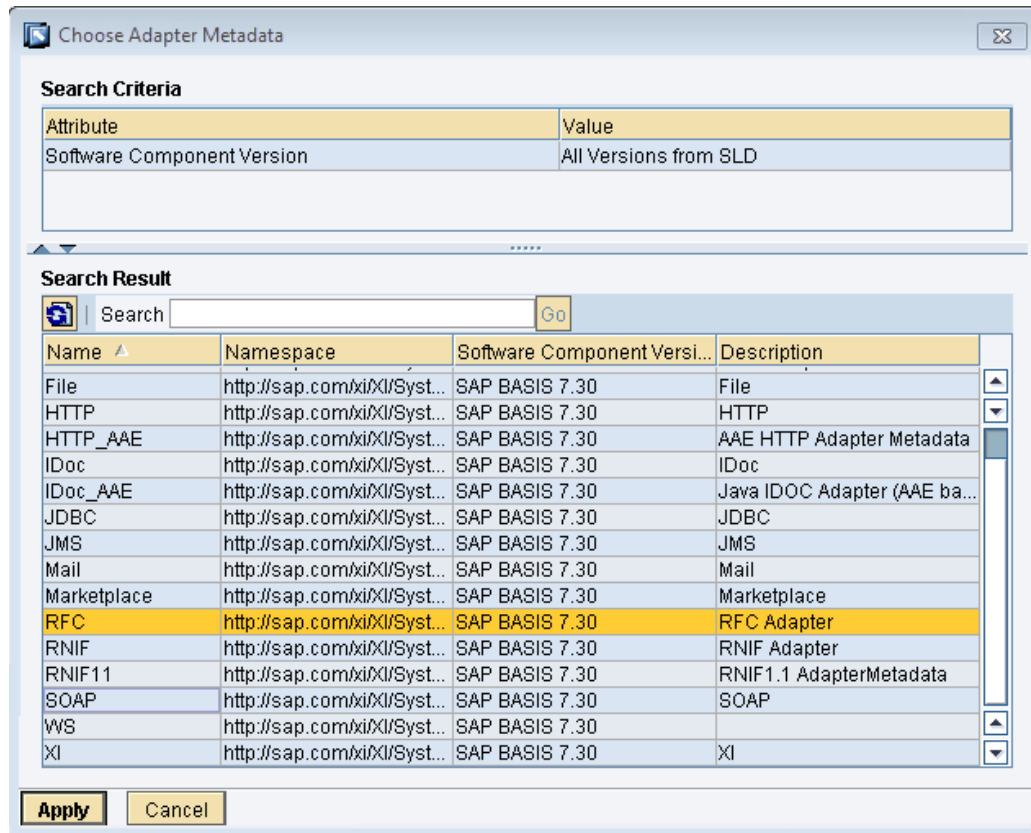 Choose Adapter Metadata
Search Criteria
Attribute Value
Software Component Version All Versions from SLD
Search Result
Search Go
Name Namespace Software Component Versi... Description
File http://sap.com/xi/XI/Syst... SAP BASIS 7.30 File
HTTP http://sap.com/xi/XI/Syst... SAP BASIS 7.30 HTTP
HTTP_AAE http://sap.com/xi/XI/Syst... SAP BASIS 7.30 AAE HTTP Adapter Metadata
IDoc http://sap.com/xi/XI/Syst... SAP BASIS 7.30 IDoc
IDoc_AAE http://sap.com/xi/XI/Syst... SAP BASIS 7.30 Java IDOC Adapter (AAE ba...
JDBC http://sap.com/xi/XI/Syst... SAP BASIS 7.30 JDBC
JMS http://sap.com/xi/XI/Syst... SAP BASIS 7.30 JMS
Mail http://sap.com/xi/XI/Syst... SAP BASIS 7.30 Mail
Marketplace http://sap.com/xi/XI/Syst... SAP BASIS 7.30 Marketplace
RFC http://sap.com/xi/XI/Syst... SAP BASIS 7.30 RFC Adapter
RNIF http://sap.com/xi/XI/Syst... SAP BASIS 7.30 RNIF Adapter
RNIF11 http://sap.com/xi/XI/Syst... SAP BASIS 7.30 RNIF1.1 AdapterMetadata
SOAP http://sap.com/xi/XI/Syst... SAP BASIS 7.30 SOAP
WS http://sap.com/xi/XI/Syst... SAP BASIS 7.30
XI http://sap.com/xi/XI/Syst... SAP BASIS 7.30 XI
Apply Cancel